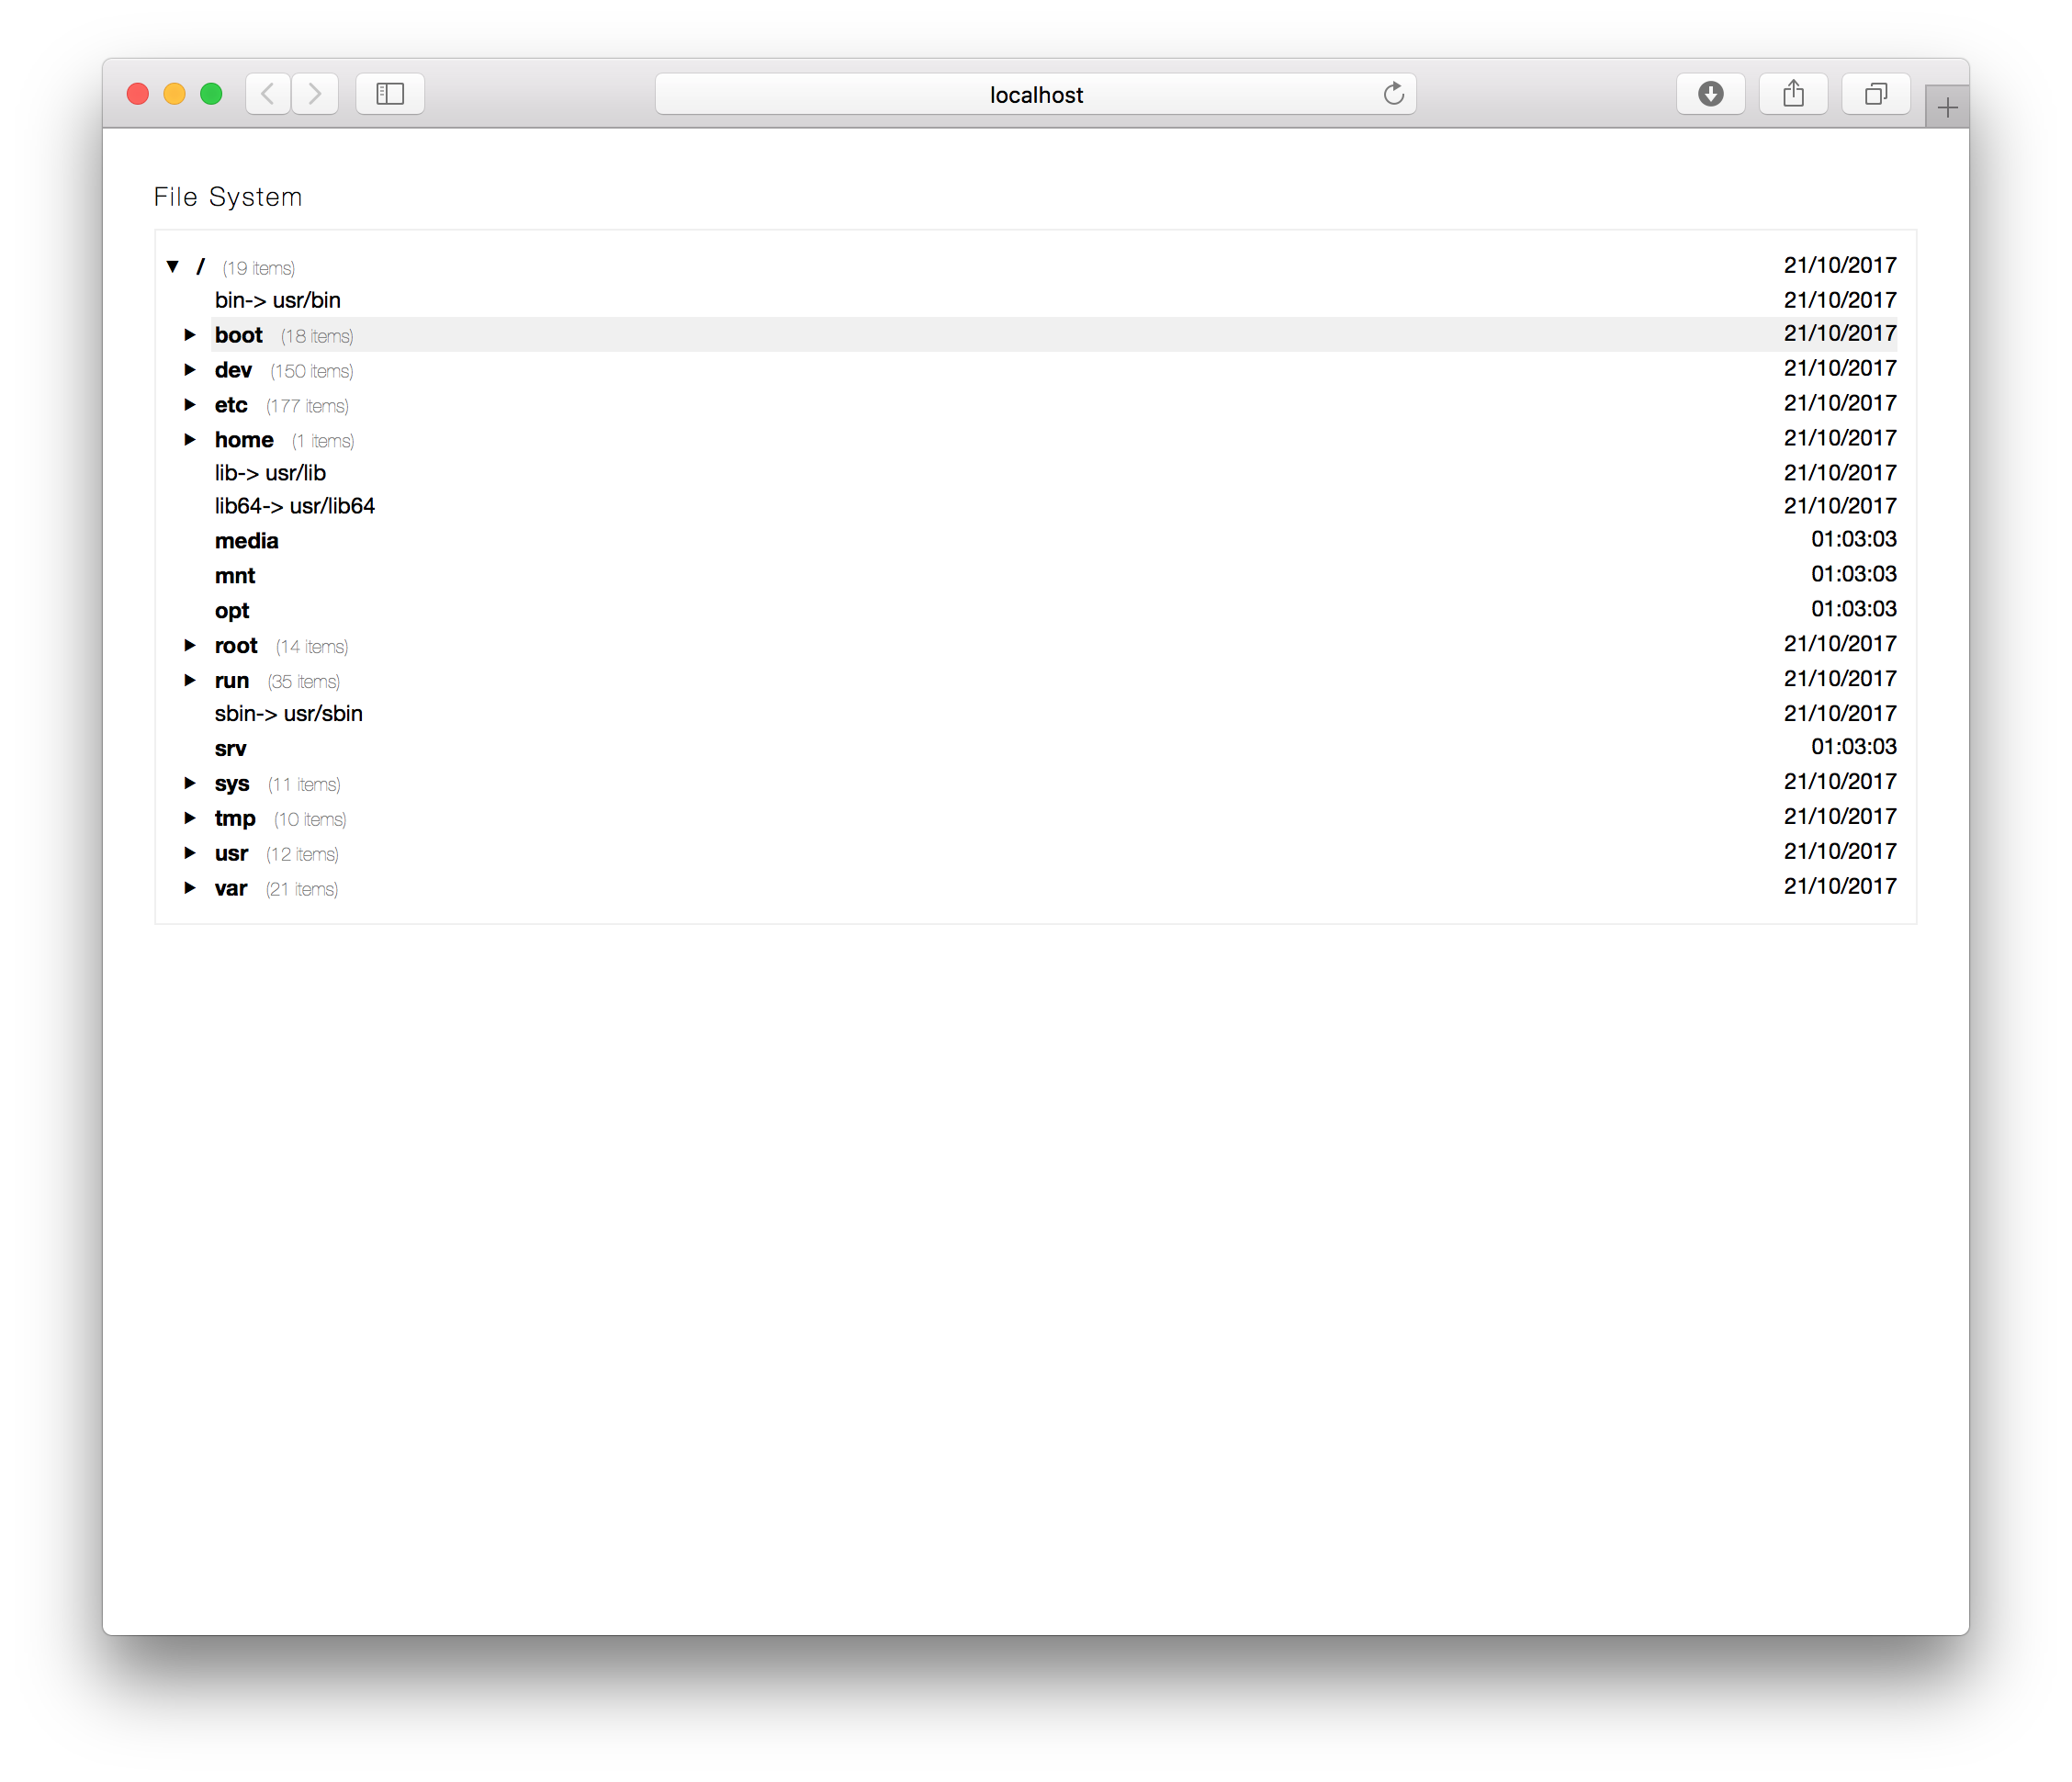 localhost
File System
▼ / (19 items) 21/10/2017
bin-> usr/bin 21/10/2017
▶ boot (18 items) 21/10/2017
▶ dev (150 items) 21/10/2017
▶ etc (177 items) 21/10/2017
▶ home (1 items) 21/10/2017
lib-> usr/lib 21/10/2017
lib64-> usr/lib64 21/10/2017
media 01:03:03
mnt 01:03:03
opt 01:03:03
▶ root (14 items) 21/10/2017
▶ run (35 items) 21/10/2017
sbin-> usr/sbin 21/10/2017
srv 01:03:03
▶ sys (11 items) 21/10/2017
▶ tmp (10 items) 21/10/2017
▶ usr (12 items) 21/10/2017
▶ var (21 items) 21/10/2017